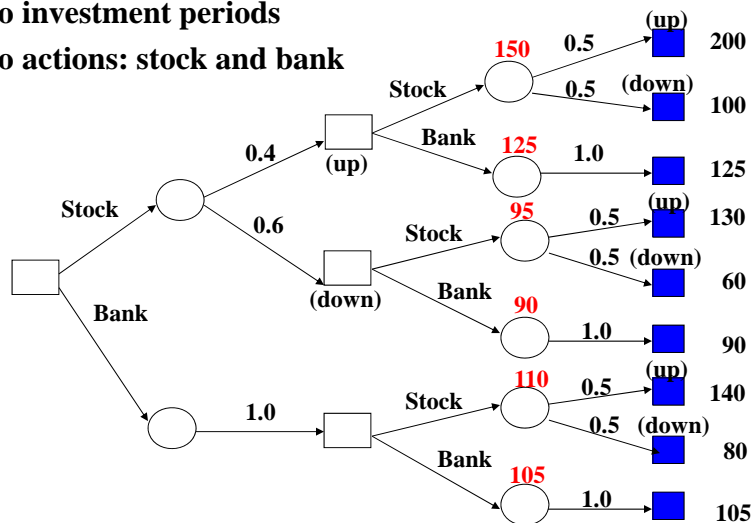 o investment periods
o actions: stock and bank
(up)
150
0.5
200
Stock
0.5
(down)
100
Bank
125
1.0
125
0.4
(up)
Stock
0.6
95
0.5
(up)
130
Stock
0.5
(down)
60
(down)
Bank
90
1.0
90
Bank
110
0.5
(up)
140
Stock
0.5
(down)
80
1.0
Bank
105
1.0
105